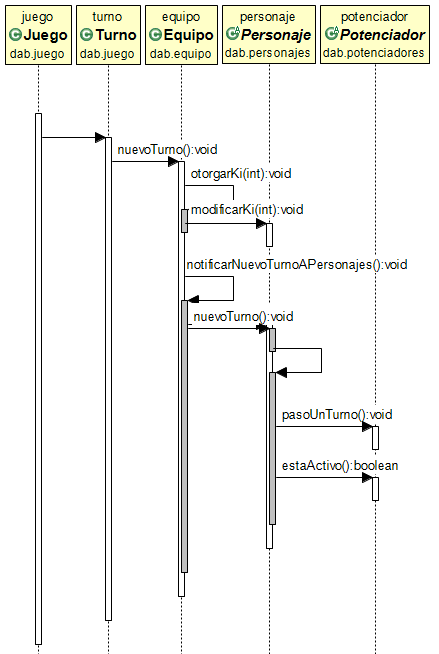 juego
Juego
dab.juego
turno
Turno
dab.juego
equipo
Equipo
dab.equipo
personaje
Personaje
dab.personajes
potenciador
Potenciador
dab.potenciadores
nuevoTurno():void
otorgarKi(int):void
modificarKi(int):void
notificarNuevoTurnoAPersonajes():void
nuevoTurno():void
pasoUnTurno():void
estaActivo():boolean